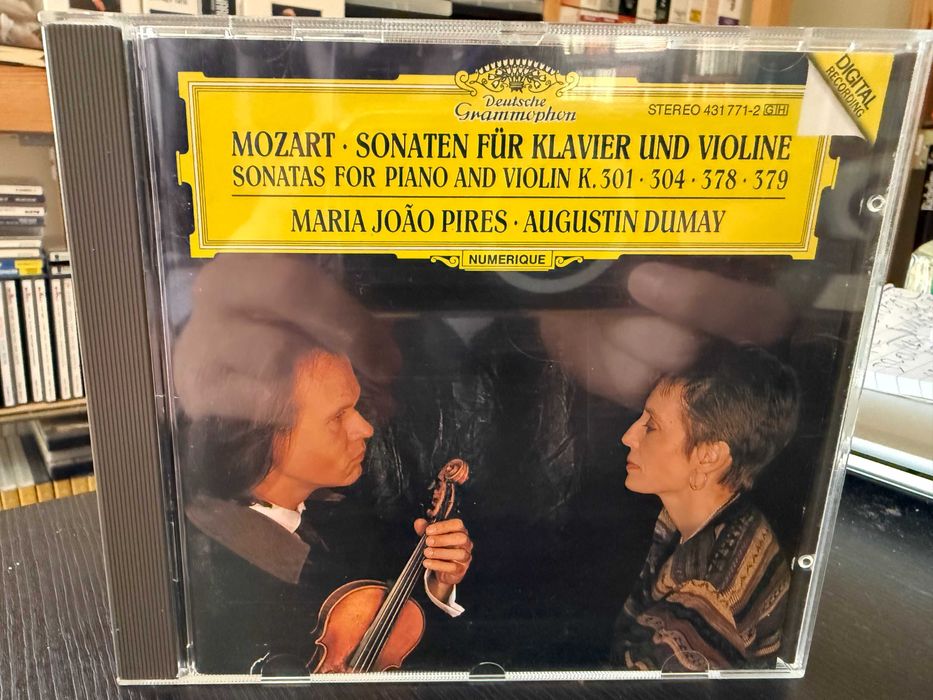 Deutsche
Grammophon
STEREO 431 771-2 GH
DIGITAL
RECORDING
MOZART · SONATEN FÜR KLAVIER UND VIOLINE
SONATAS FOR PIANO AND VIOLIN K. 301 · 304 · 378 · 379
MARIA JOÃO PIRES · AUGUSTIN DUMAY
NUMERIQUE